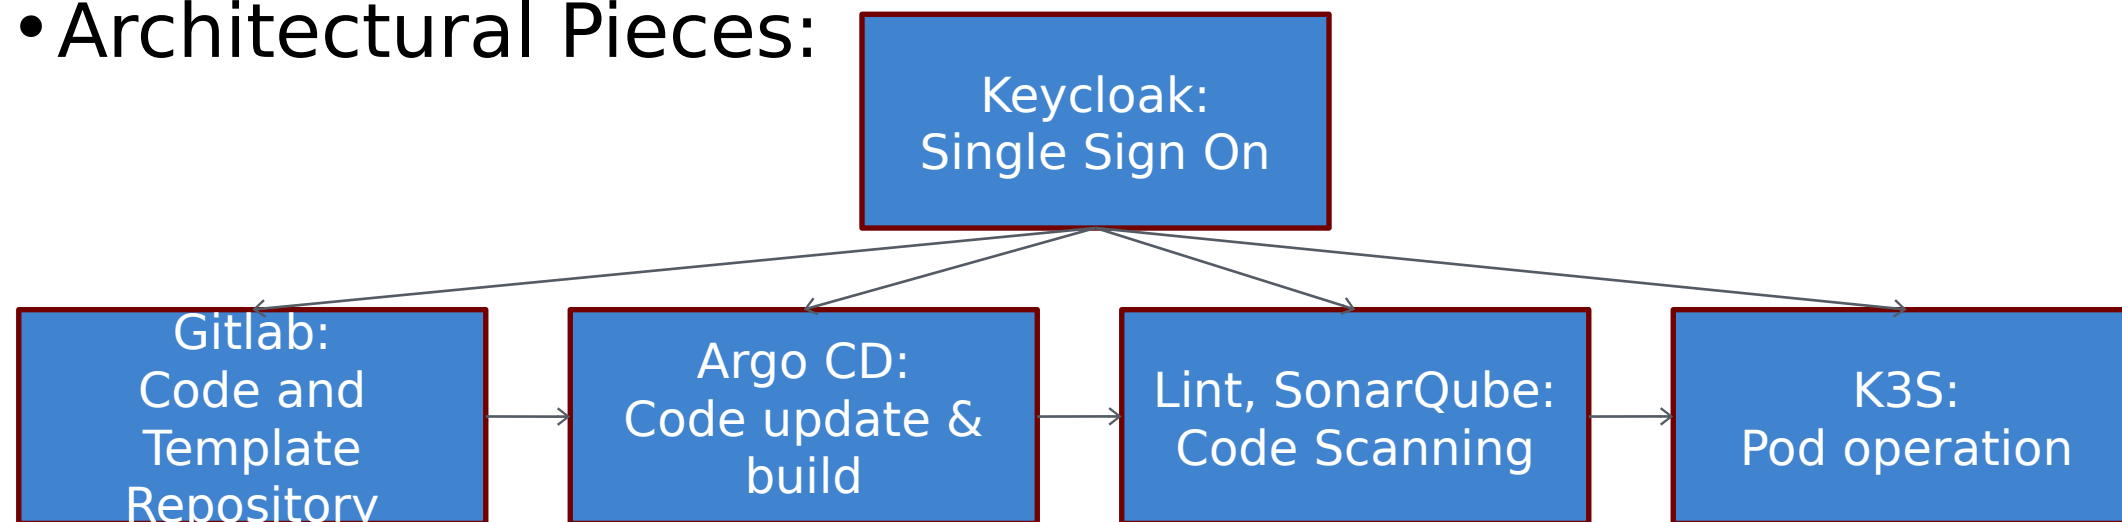 •Architectural Pieces:
Keycloak:
Single Sign On
Gitlab:
Code and
Template
Repository
Argo CD:
Code update &
build
Lint, SonarQube:
Code Scanning
K3S:
Pod operation